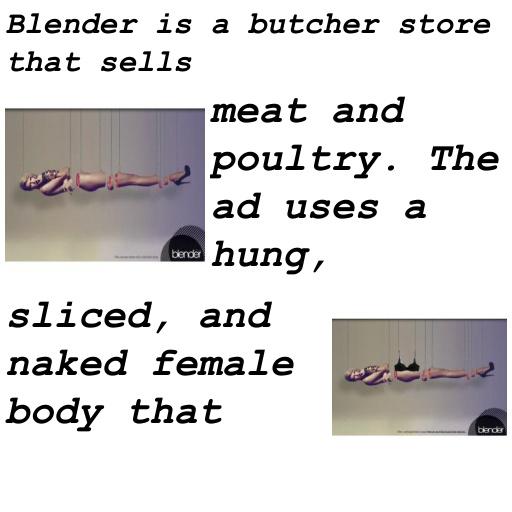 Blender is a butcher store
that sells
meat and
poultry. The
ad uses a
hung,
blender
sliced, and
naked female
body that
blender